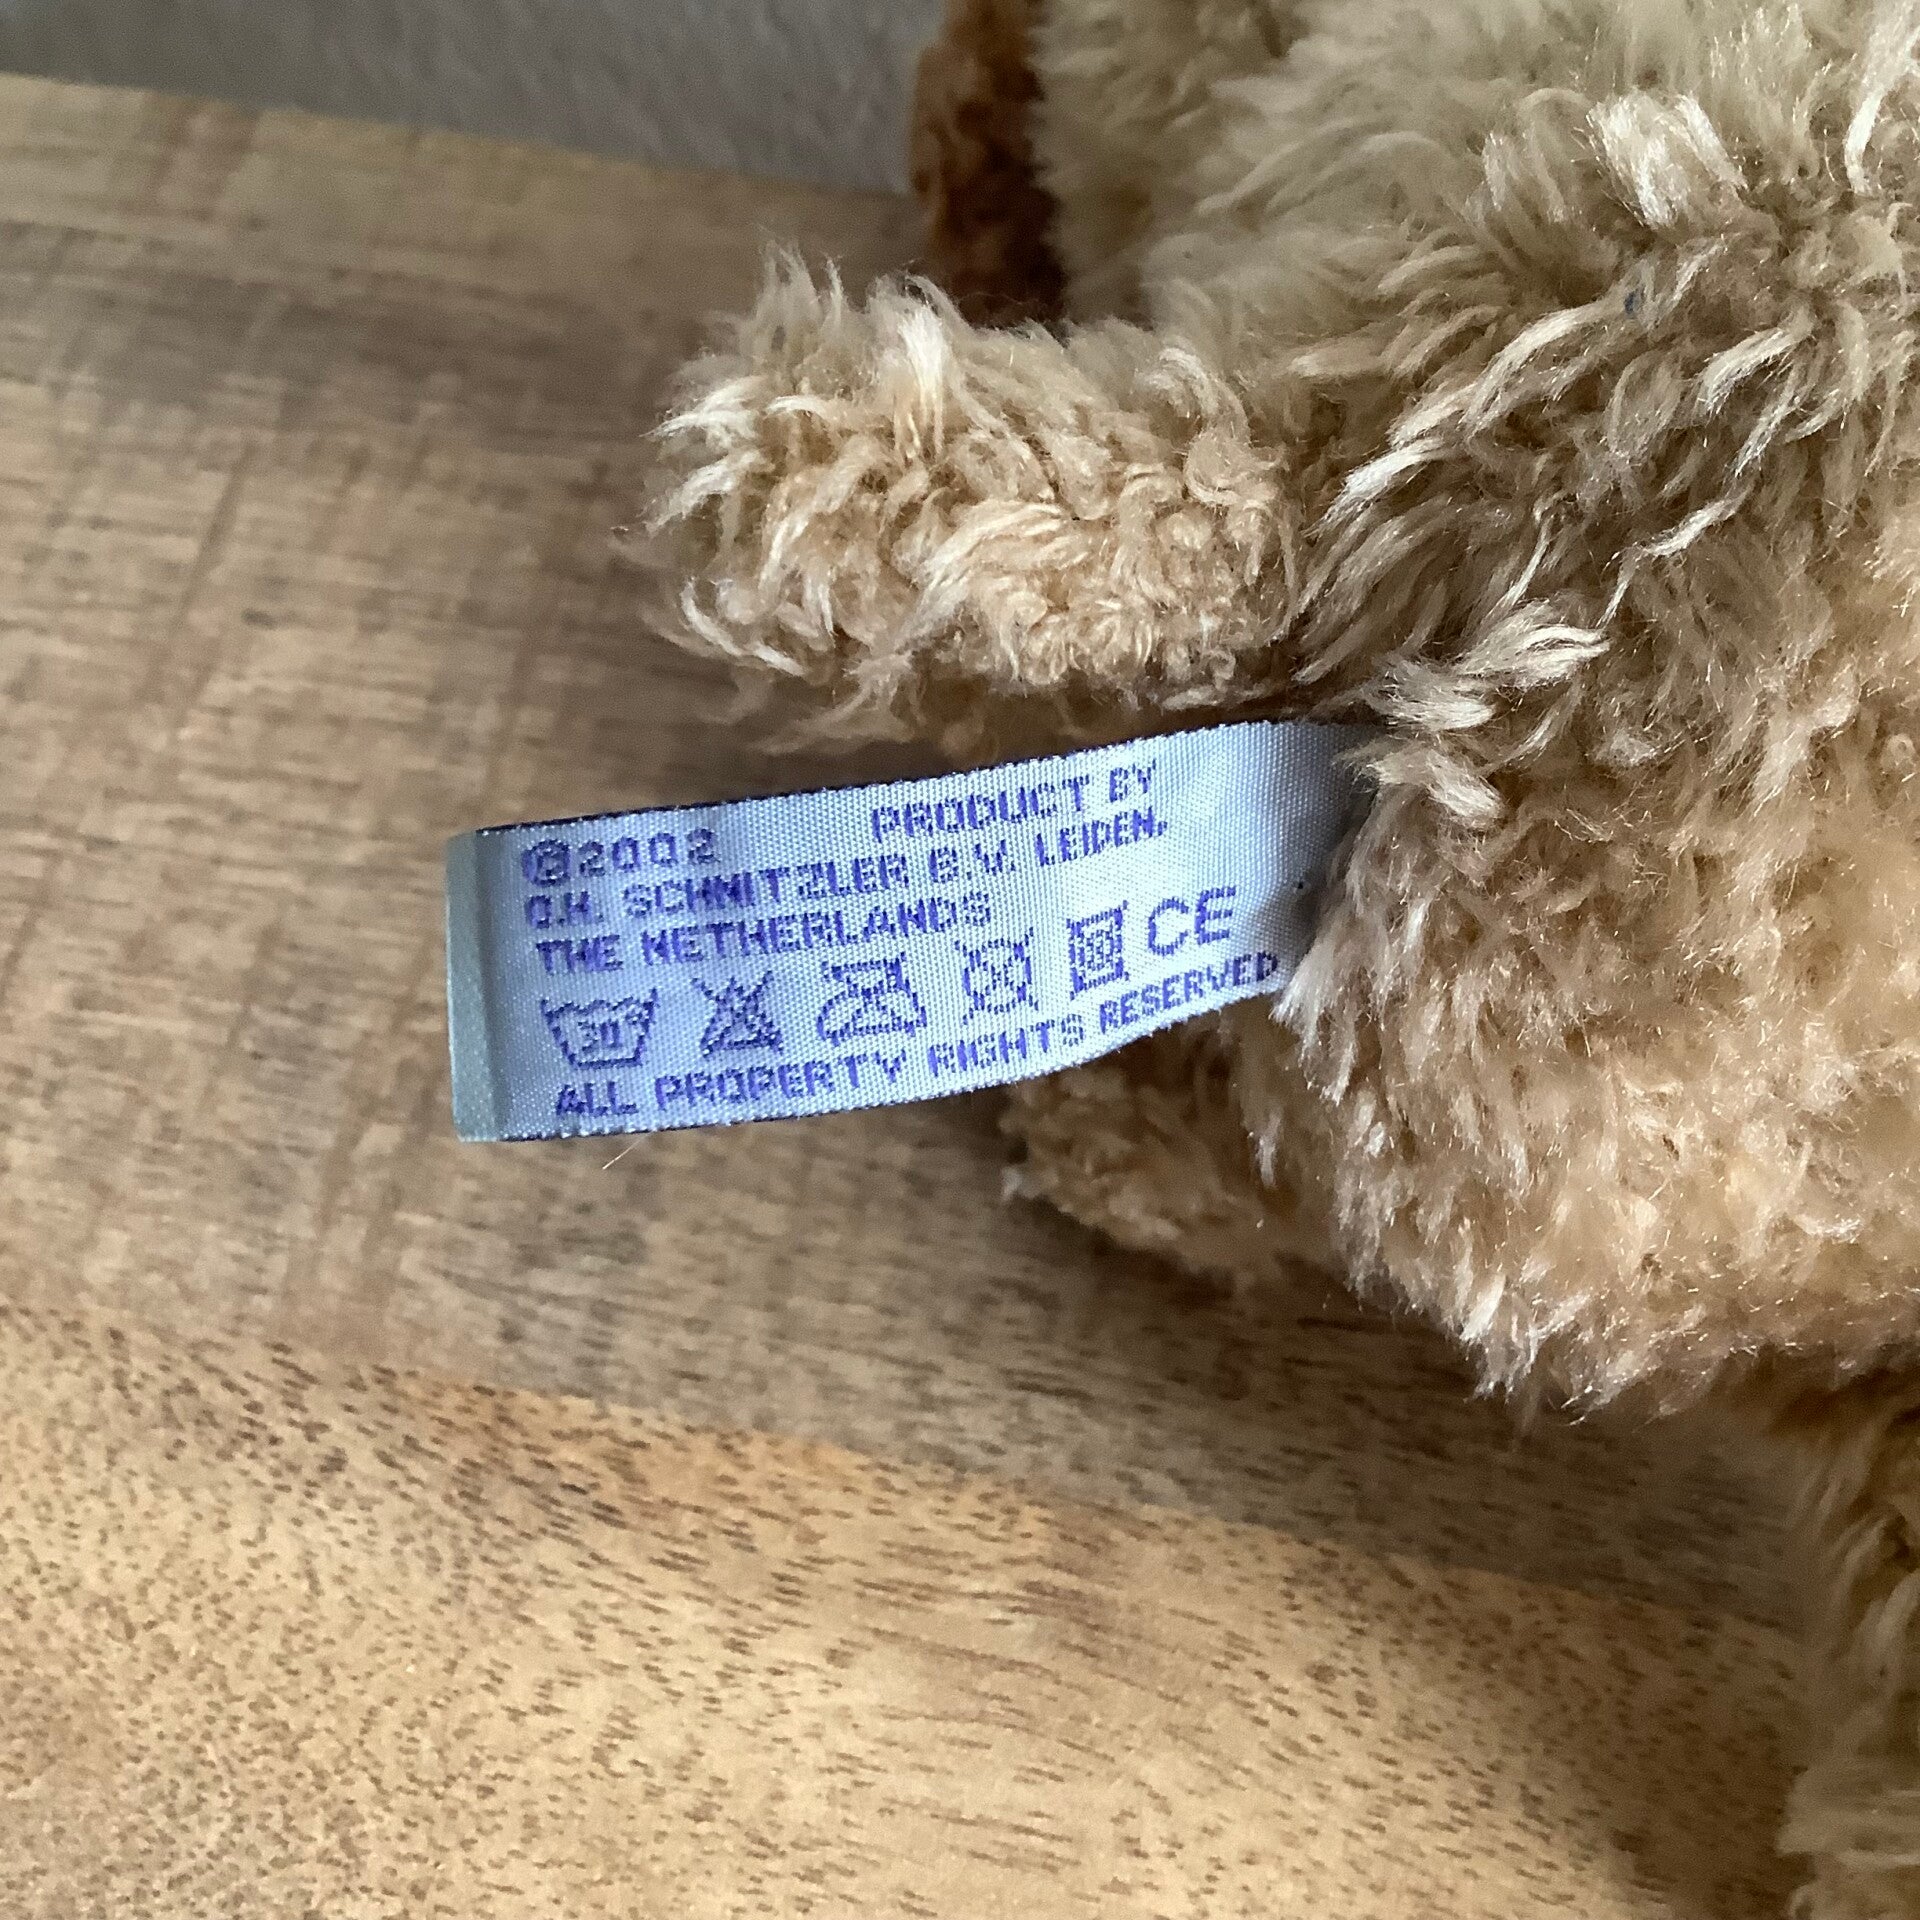 ©2002 PRODUCT BY
O.H. SCHNITZLER B.V. LEIDEN.
THE NETHERLANDS
30° CE
ALL PROPERTY RIGHTS RESERVED